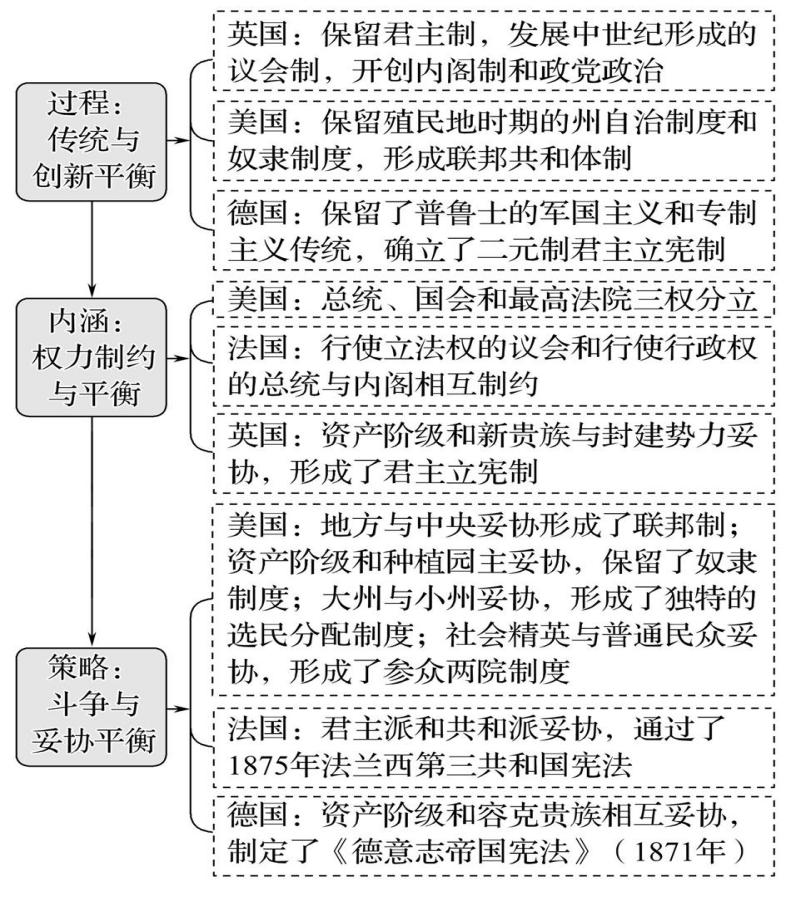 过程：
传统与
创新平衡
英国：保留君主制，发展中世纪形成的
议会制，开创内阁制和政党政治
美国：保留殖民地时期的州自治制度和
奴隶制度，形成联邦共和体制
德国：保留了普鲁士的军国主义和专制
主义传统，确立了二元制君主立宪制
内涵：
权力制约
与平衡
美国：总统、国会和最高法院三权分立
法国：行使立法权的议会和行使行政权
的总统与内阁相互制约
英国：资产阶级和新贵族与封建势力妥
协，形成了君主立宪制
策略：
斗争与
妥协平衡
美国：地方与中央妥协形成了联邦制；
资产阶级和种植园主妥协，保留了奴隶
制度；大州与小州妥协，形成了独特的
选民分配制度；社会精英与普通民众妥
协，形成了参众两院制度
法国：君主派和共和派妥协，通过了
1875年法兰西第三共和国宪法
德国：资产阶级和容克贵族相互妥协，
制定了《德意志帝国宪法》（1871年）